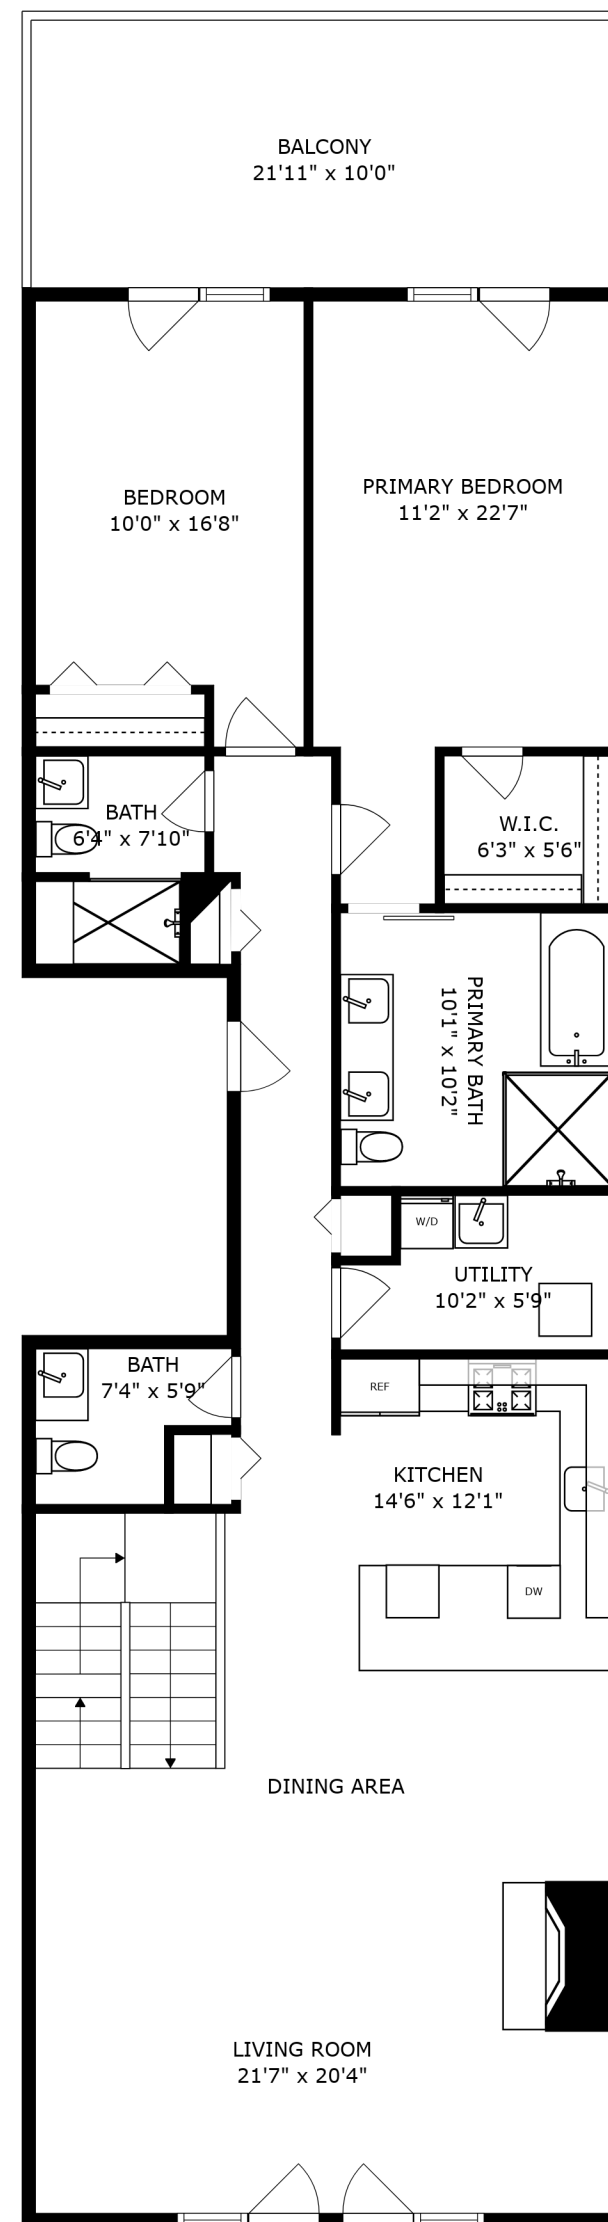 BALCONY
21'11" x 10'0"
BEDROOM
10'0" x 16'8"
PRIMARY BEDROOM
11'2" x 22'7"
BATH
6'4" x 7'10"
W.I.C.
6'3" x 5'6"
PRIMARY BATH
10'1" x 10'2"
W/D
UTILITY
10'2" x 5'9"
BATH
7'4" x 5'9"
REF
KITCHEN
14'6" x 12'1"
DW
DINING AREA
LIVING ROOM
21'7" x 20'4"